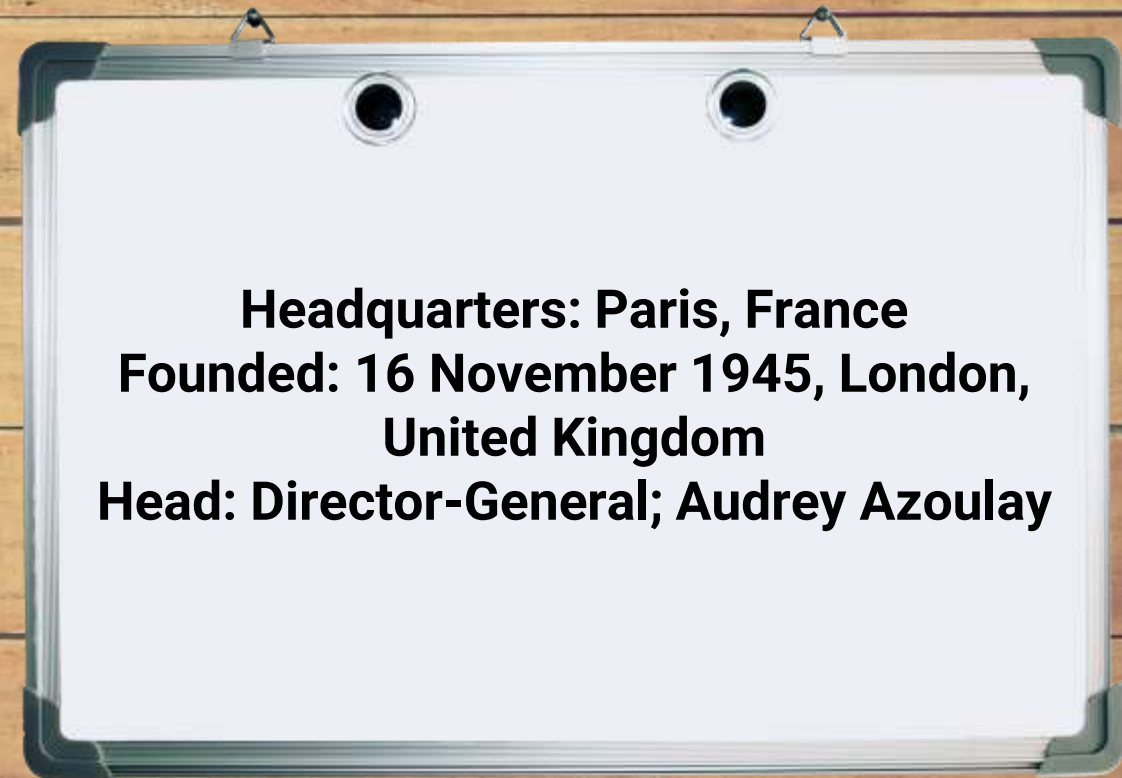 Headquarters: Paris, France
Founded: 16 November 1945, London,
United Kingdom
Head: Director-General; Audrey Azoulay